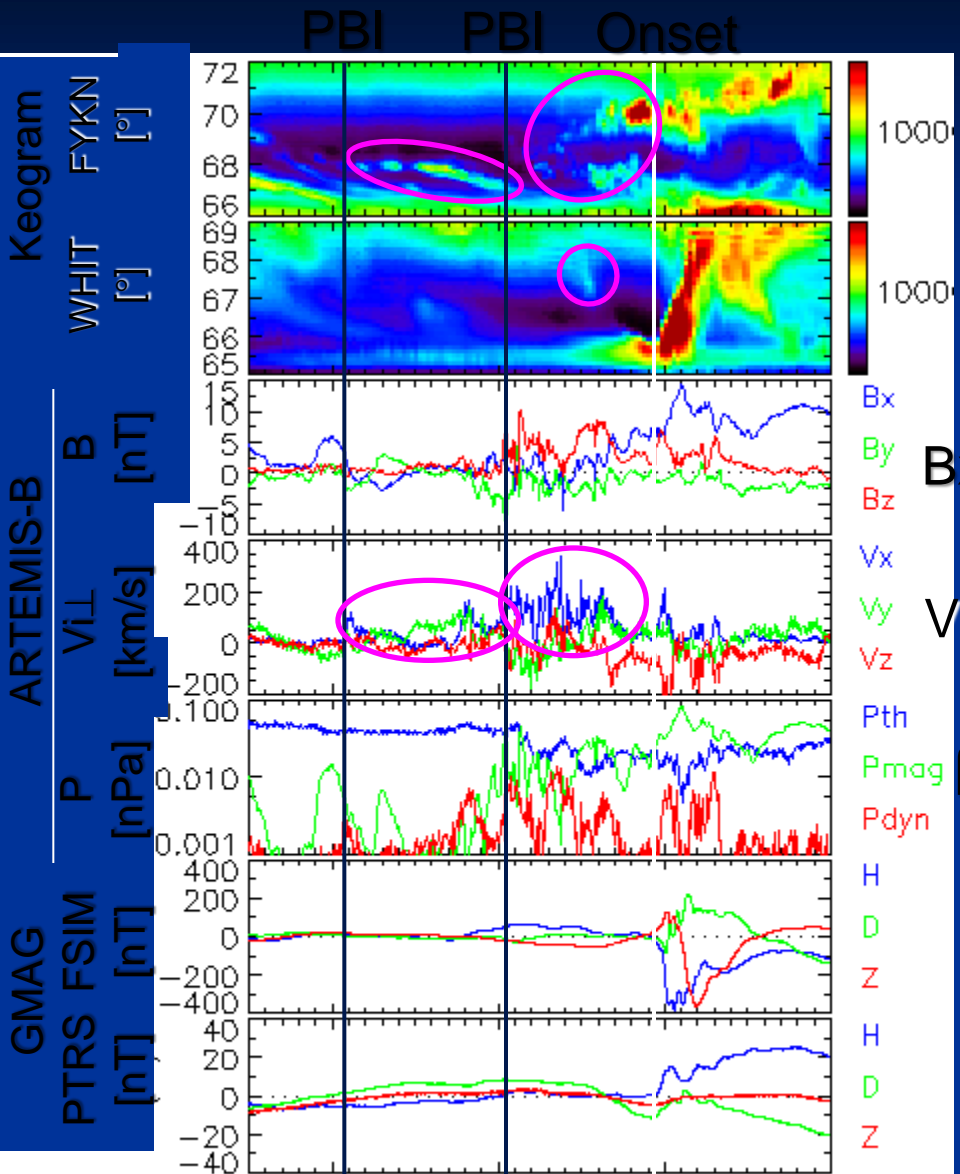 PBI PBI Onset
Keogram
FYKN
[°]
72
70
68
66
1000
WHIT
[°]
69
68
67
66
65
1000
ARTEMIS-B
B
[nT]
15
10
5
0
−5
−10
Bx
By
Bz
B
Vi⊥
[km/s]
400
200
0
−200
Vx
Vy
Vz
V
P
[nPa]
0.100
0.010
0.001
Pth
Pmag
Pdyn
GMAG
FSIM
[nT]
400
200
0
−200
−400
H
D
Z
PTRS
[nT]
40
20
0
−20
−40
H
D
Z